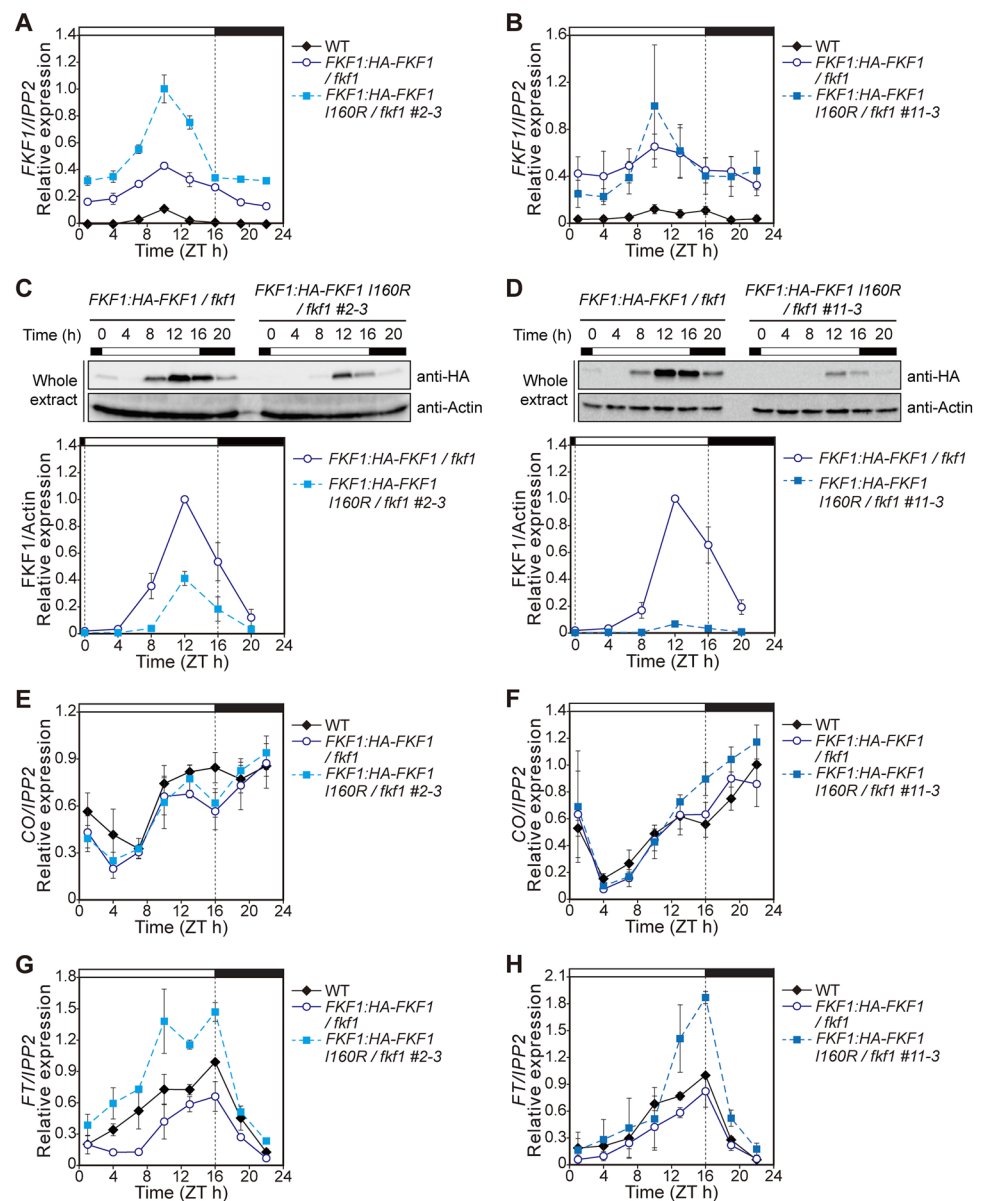 A
FKF1/IPP2
Relative expression
1.4
1.2
1.0
0.8
0.6
0.4
0.2
0
0 4 8 12 16 20 24
Time (ZT h)
WT
FKF1:HA-FKF1
/ fkf1
FKF1:HA-FKF1
I160R / fkf1 #2-3
B
FKF1/IPP2
Relative expression
1.6
1.2
0.8
0.4
0
0 4 8 12 16 20 24
Time (ZT h)
WT
FKF1:HA-FKF1
/ fkf1
FKF1:HA-FKF1
I160R / fkf1 #11-3
C
FKF1:HA-FKF1 / fkf1
FKF1:HA-FKF1 I160R
/ fkf1 #2-3
Time (h) 0 4 8 12 16 20 0 4 8 12 16 20
Whole
extract
anti-HA
anti-Actin
FKF1/Actin
Relative expression
1.4
1.2
1.0
0.8
0.6
0.4
0.2
0
0 4 8 12 16 20 24
Time (ZT h)
FKF1:HA-FKF1 / fkf1
FKF1:HA-FKF1
I160R / fkf1 #2-3
D
FKF1:HA-FKF1 / fkf1
FKF1:HA-FKF1 I160R
/ fkf1 #11-3
Time (h) 0 4 8 12 16 20 0 4 8 12 16 20
Whole
extract
anti-HA
anti-Actin
FKF1/Actin
Relative expression
1.4
1.2
1.0
0.8
0.6
0.4
0.2
0
0 4 8 12 16 20 24
Time (ZT h)
FKF1:HA-FKF1 / fkf1
FKF1:HA-FKF1
I160R / fkf1 #11-3
E
CO/IPP2
Relative expression
1.2
0.9
0.6
0.3
0
0 4 8 12 16 20 24
Time (ZT h)
WT
FKF1:HA-FKF1
/ fkf1
FKF1:HA-FKF1
I160R / fkf1 #2-3
F
CO/IPP2
Relative expression
1.4
1.2
1.0
0.8
0.6
0.4
0.2
0
0 4 8 12 16 20 24
Time (ZT h)
WT
FKF1:HA-FKF1
/ fkf1
FKF1:HA-FKF1
I160R / fkf1 #11-3
G
FT/IPP2
Relative expression
1.8
1.5
1.2
0.9
0.6
0.3
0
0 4 8 12 16 20 24
Time (ZT h)
WT
FKF1:HA-FKF1
/ fkf1
FKF1:HA-FKF1
I160R / fkf1 #2-3
H
FT/IPP2
Relative expression
2.1
1.8
1.5
1.2
0.9
0.6
0.3
0
0 4 8 12 16 20 24
Time (ZT h)
WT
FKF1:HA-FKF1
/ fkf1
FKF1:HA-FKF1
I160R / fkf1 #11-3